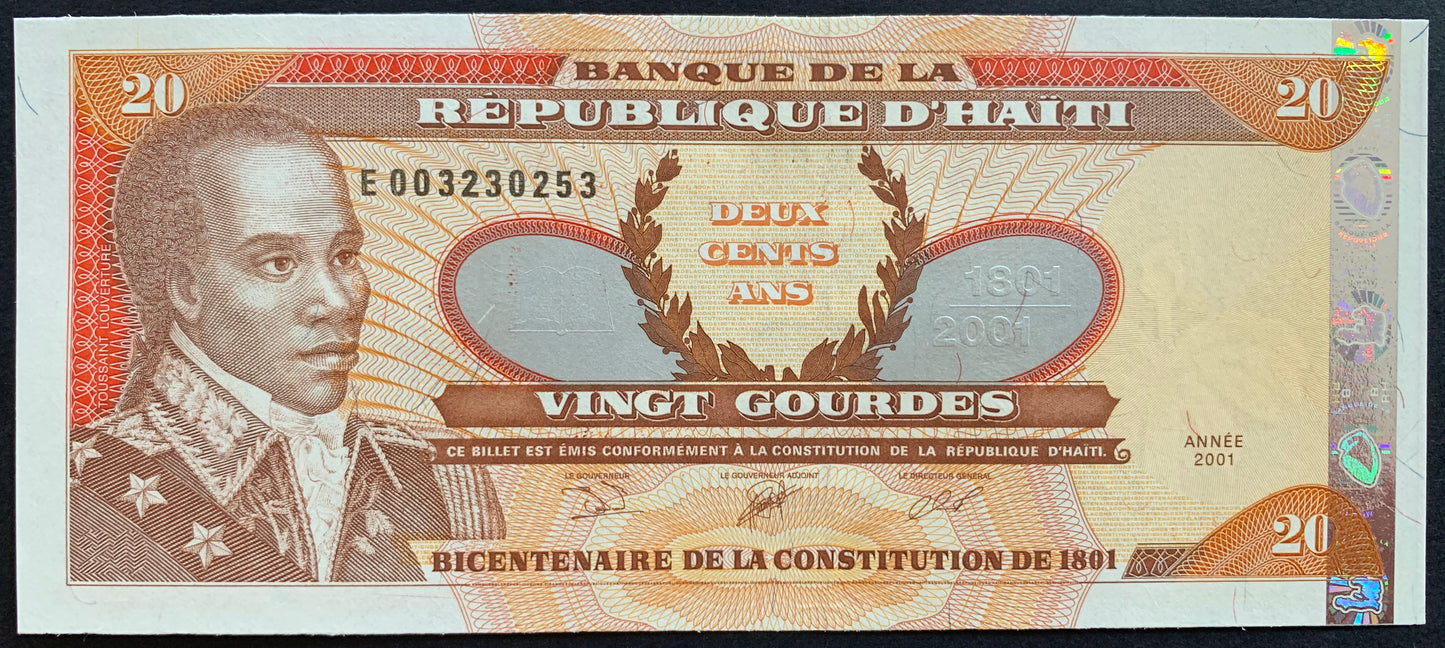 20
BANQUE DE LA
RÉPUBLIQUE D'HAÏTI
20
E 003230253
DEUX
CENTS
ANS
1801
2001
TOUSSAINT LOUVERTURE
VINGT GOURDES
CE BILLET EST ÉMIS CONFORMÉMENT À LA CONSTITUTION DE LA RÉPUBLIQUE D'HAÏTI.
ANNÉE
2001
LE GOUVERNEUR
LE GOUVERNEUR ADJOINT
LE DIRECTEUR GÉNÉRAL
BICENTENAIRE DE LA CONSTITUTION DE 1801
20